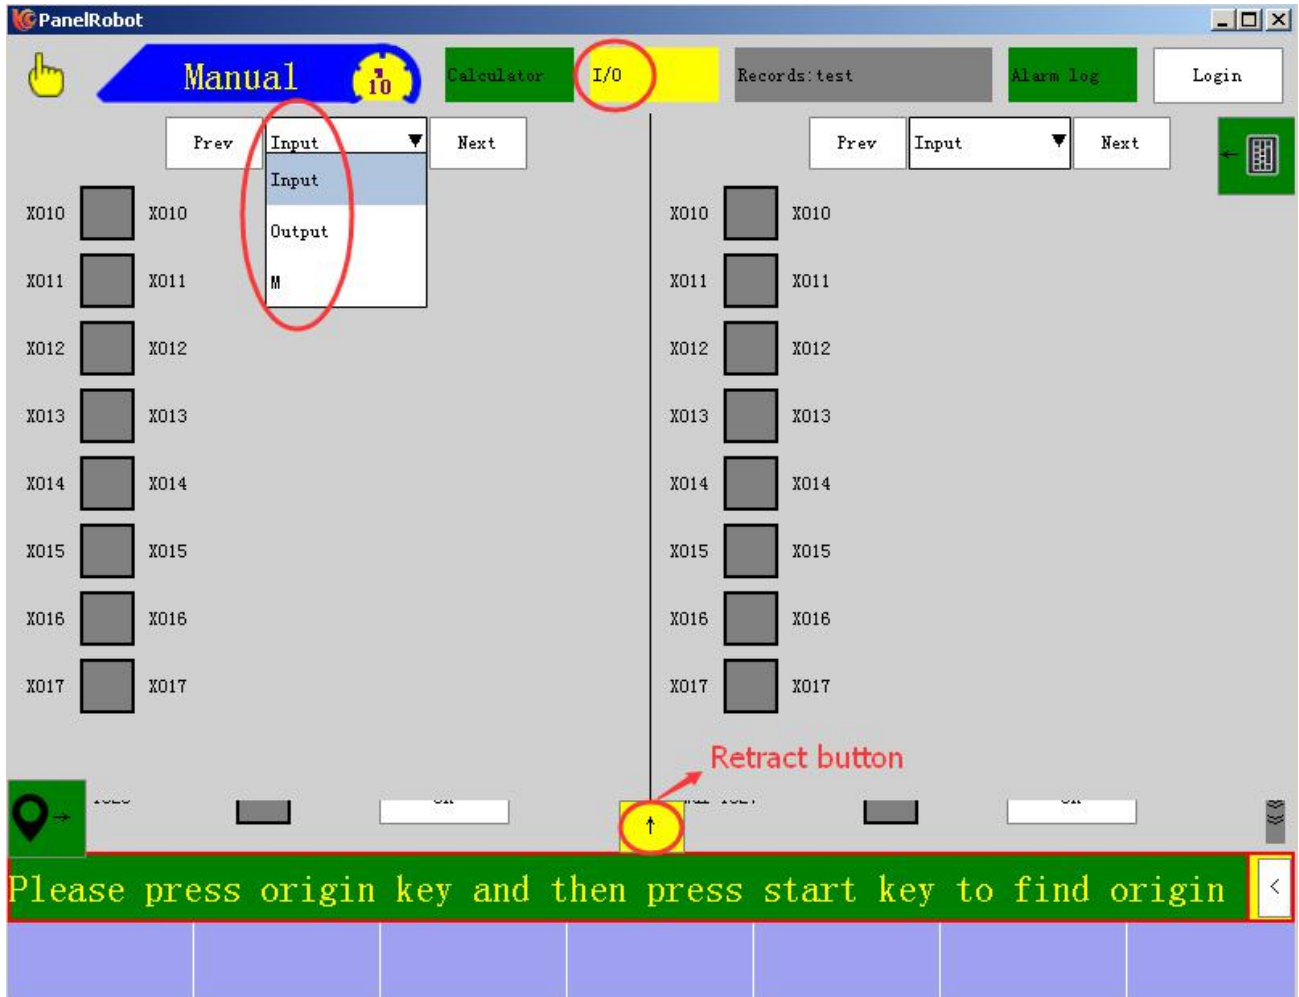 PanelRobot
Manual
10
Calculator
I/O
Records:test
Alarm log
Login
Prev
Input
Next
Prev
Input
Next
Input
Output
M
X010 X010
X010 X010
X011 X011
X011 X011
X012 X012
X012 X012
X013 X013
X013 X013
X014 X014
X014 X014
X015 X015
X015 X015
X016 X016
X016 X016
X017 X017
X017 X017
Retract button
Please press origin key and then press start key to find origin
<